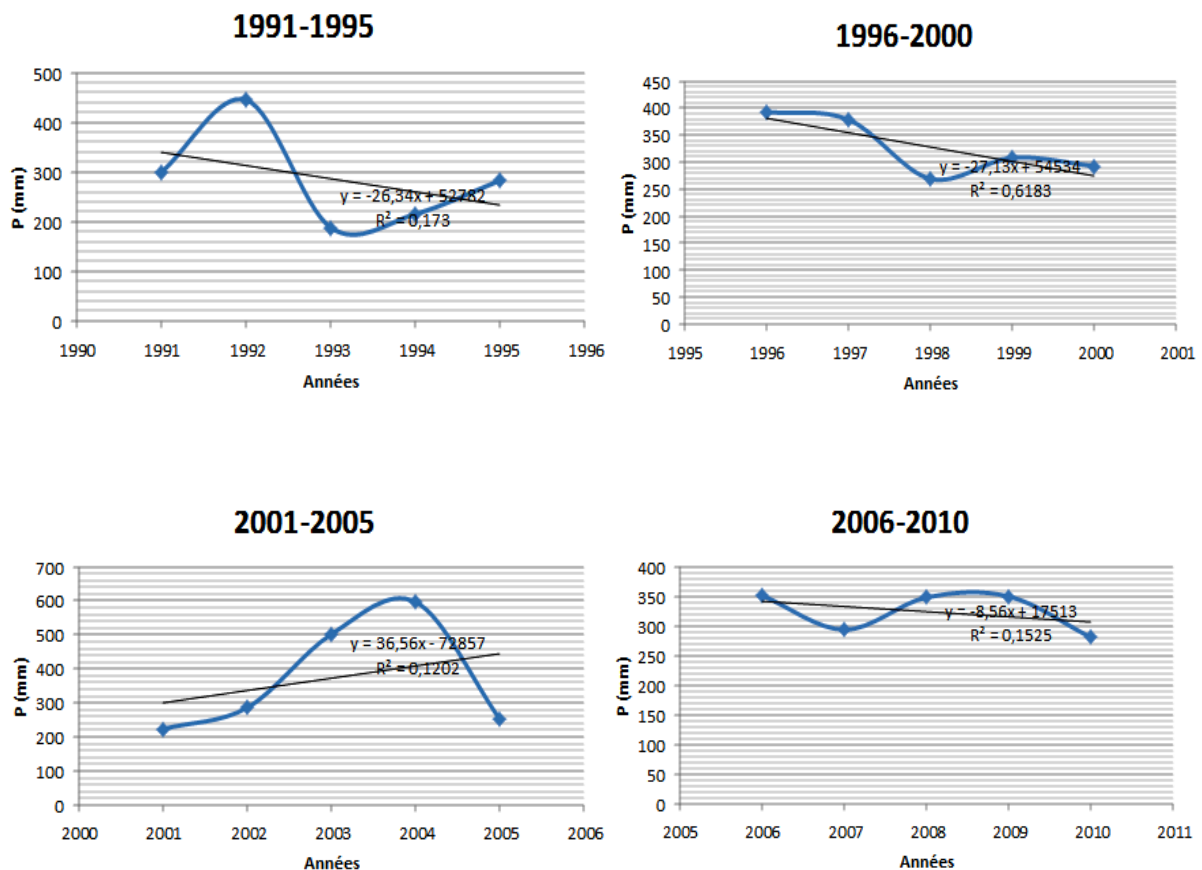 1991-1995
P (mm)
500
400
300
200
100
0
y = -26,34x + 52782
R² = 0,173
1990 1991 1992 1993 1994 1995 1996
Années
1996-2000
P (mm)
450
400
350
300
250
200
150
100
50
0
y = -27,13x + 54534
R² = 0,6183
1995 1996 1997 1998 1999 2000 2001
Années
2001-2005
P (mm)
700
600
500
400
300
200
100
0
y = 36,56x - 72857
R² = 0,1202
2000 2001 2002 2003 2004 2005 2006
Années
2006-2010
P (mm)
400
350
300
250
200
150
100
50
0
y = -8,56x + 17513
R² = 0,1525
2005 2006 2007 2008 2009 2010 2011
Années